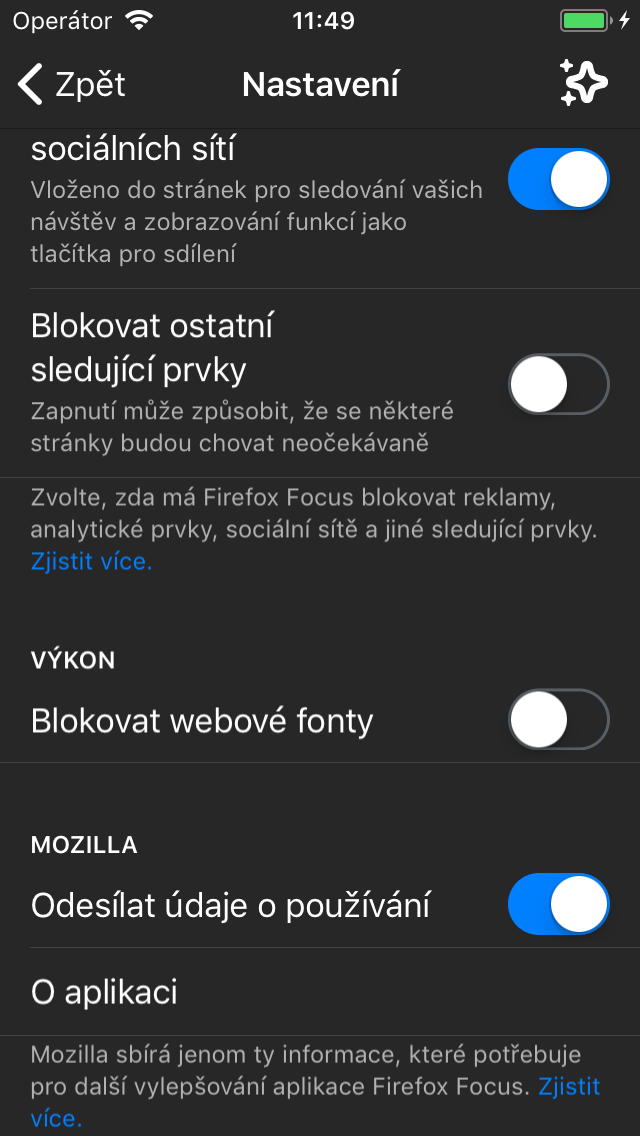 Operátor 11:49
Zpět Nastavení
sociálních sítí
Vloženo do stránek pro sledování vašich
návštěv a zobrazování funkcí jako
tlačítka pro sdílení
Blokovat ostatní
sledující prvky
Zapnutí může způsobit, že se některé
stránky budou chovat neočekávaně
Zvolte, zda má Firefox Focus blokovat reklamy,
analytické prvky, sociální sítě a jiné sledující prvky.
Zjistit více.
VÝKON
Blokovat webové fonty
MOZILLA
Odesílat údaje o používání
O aplikaci
Mozilla sbírá jenom ty informace, které potřebuje
pro další vylepšování aplikace Firefox Focus. Zjistit
více.